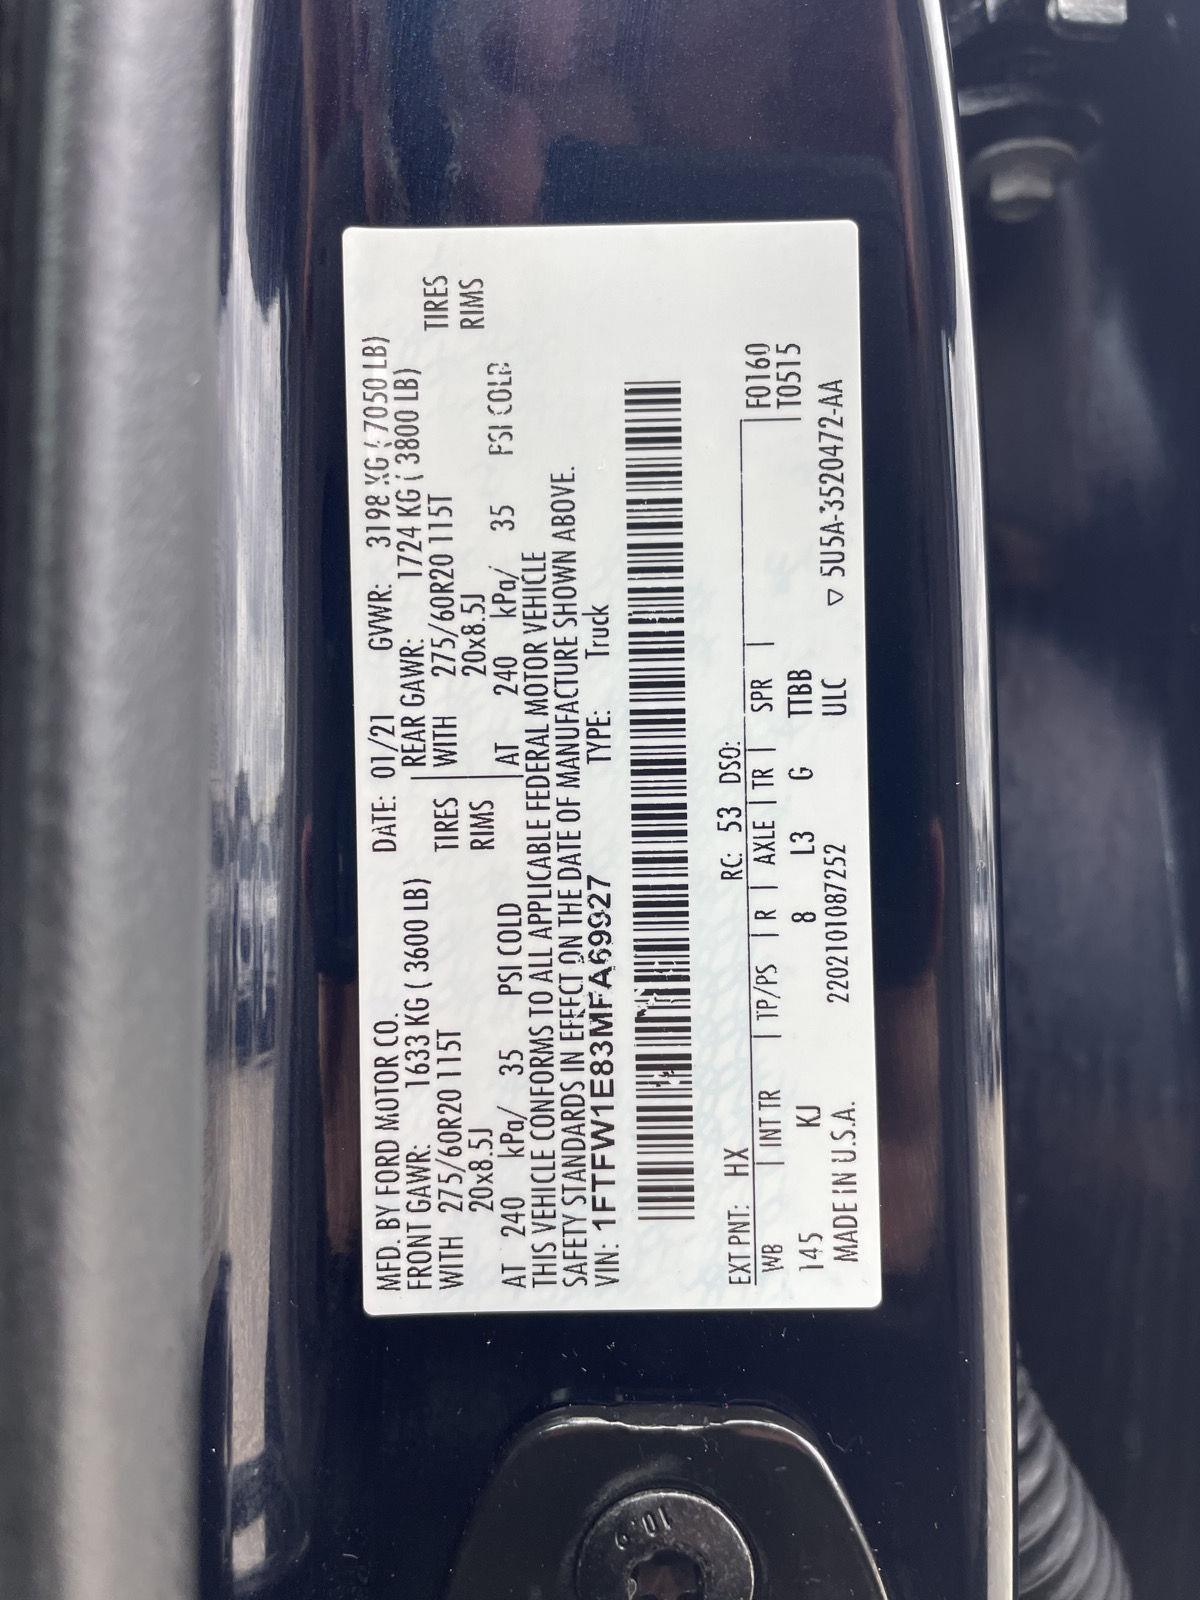 MFD. BY FORD MOTOR CO. DATE: 01/21 GVWR: 3198 KG ( 7050 LB)
FRONT GAWR: 1633 KG ( 3600 LB) REAR GAWR: 1724 KG ( 3800 LB)
WITH 275/60R20 115T TIRES WITH 275/60R20 115T TIRES
20x8.5J RIMS 20x8.5J RIMS
AT 240 kPa/ 35 PSI COLD AT 240 kPa/ 35 PSI COLD
THIS VEHICLE CONFORMS TO ALL APPLICABLE FEDERAL MOTOR VEHICLE
SAFETY STANDARDS IN EFFECT ON THE DATE OF MANUFACTURE SHOWN ABOVE.
VIN: 1FTFW1E83MFA69927 TYPE: Truck
EXT PNT: HX RC: 53 DSO: F0160
WB | INT TR | TP/PS | R | AXLE | TR | SPR | T0515
145 KJ 8 L3 G TTBB
MADE IN U.S.A. 2202101087252 ULC ▽ 5U5A-3520472-AA
10.9